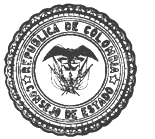 REPUBLICA DE COLOMBIA
CONSEJO DE ESTADO